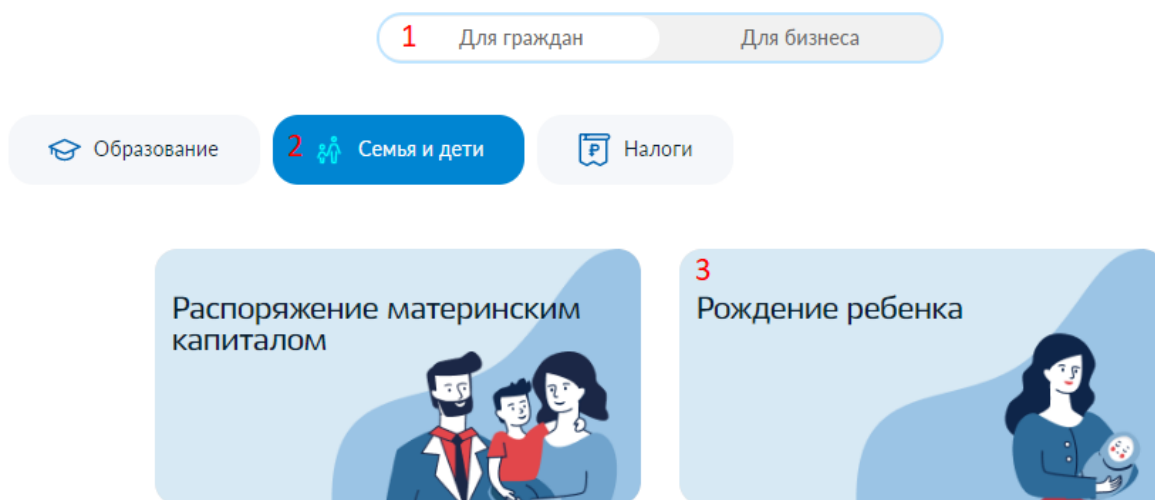 1 Для граждан Для бизнеса
Образование 2 Семья и дети Налоги
3
Распоряжение материнским
капиталом
Рождение ребенка